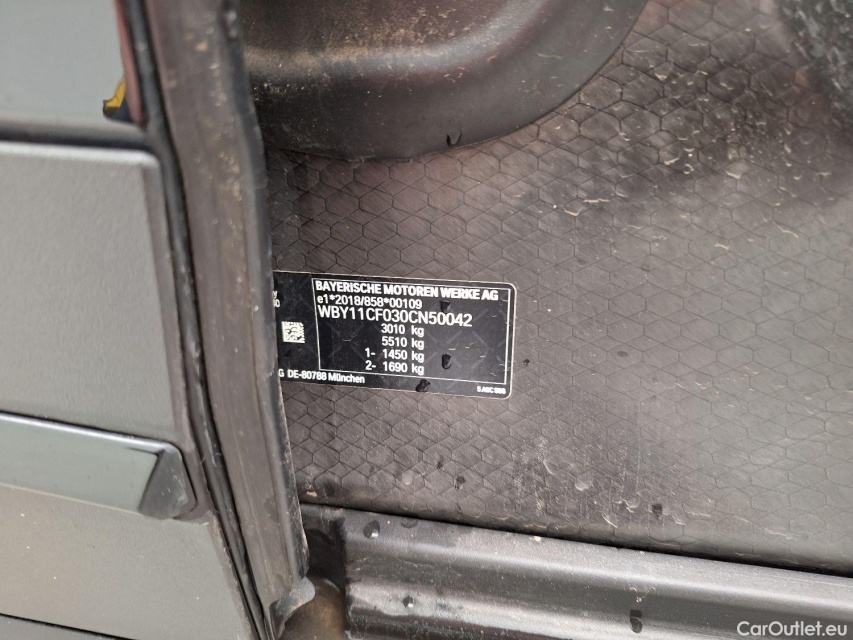 BAYERISCHE MOTOREN WERKE AG
e1*2018/858*00109
WBY11CF030CN50042
3010 kg
5510 kg
1- 1450 kg
2- 1690 kg
G DE-80788 München
CarOutlet.eu